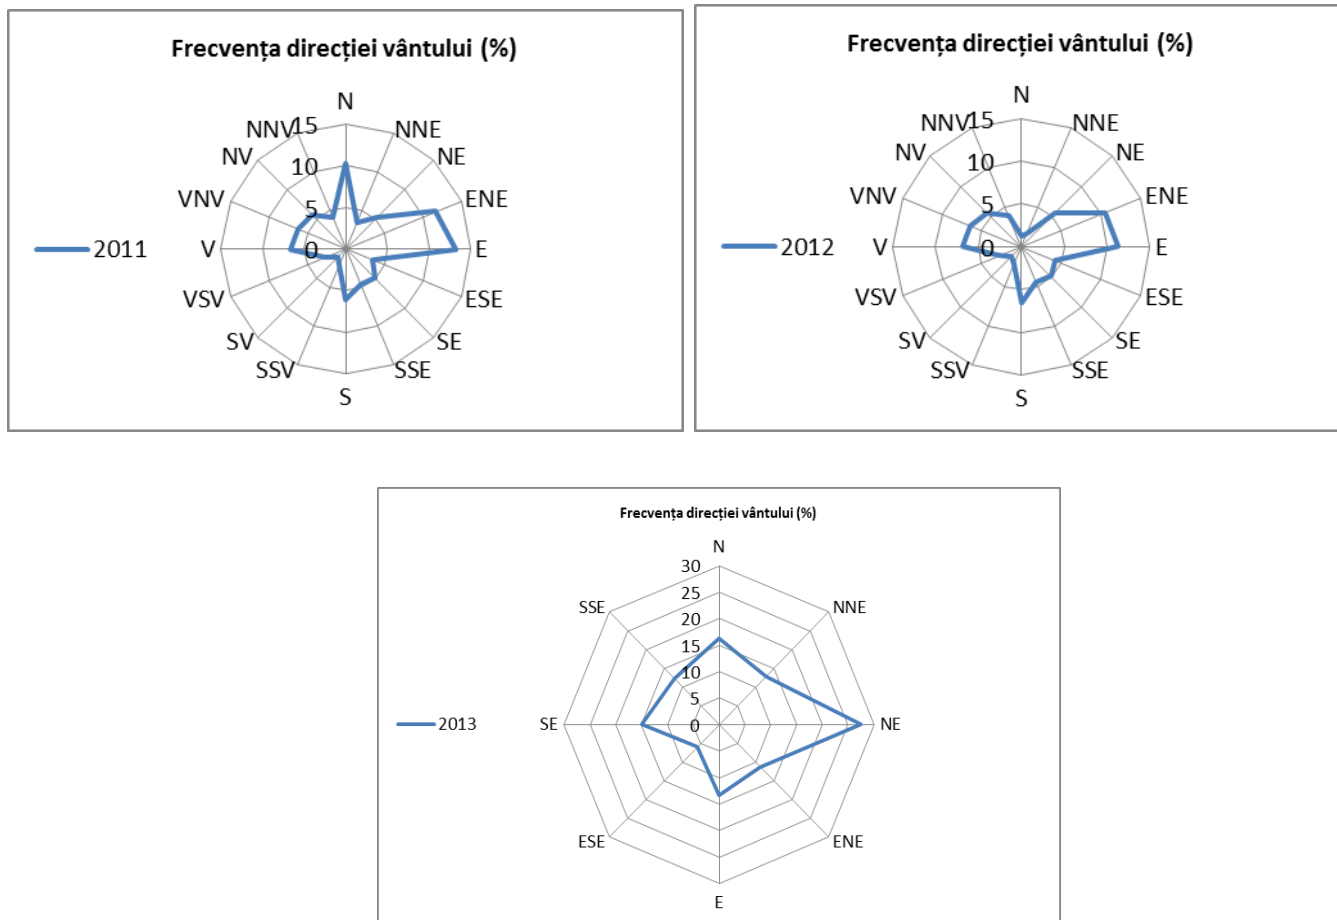 Frecvența direcției vântului (%)
N
NNE
NE
ENE
E
ESE
SE
SSE
S
SSV
SV
VSV
V
VNV
NV
NNV
15
10
5
0
2011
Frecvența direcției vântului (%)
N
NNE
NE
ENE
E
ESE
SE
SSE
S
SSV
SV
VSV
V
VNV
NV
NNV
15
10
5
0
2012
Frecvența direcției vântului (%)
N
NNE
NE
ENE
E
ESE
SE
SSE
30
25
20
15
10
5
0
2013